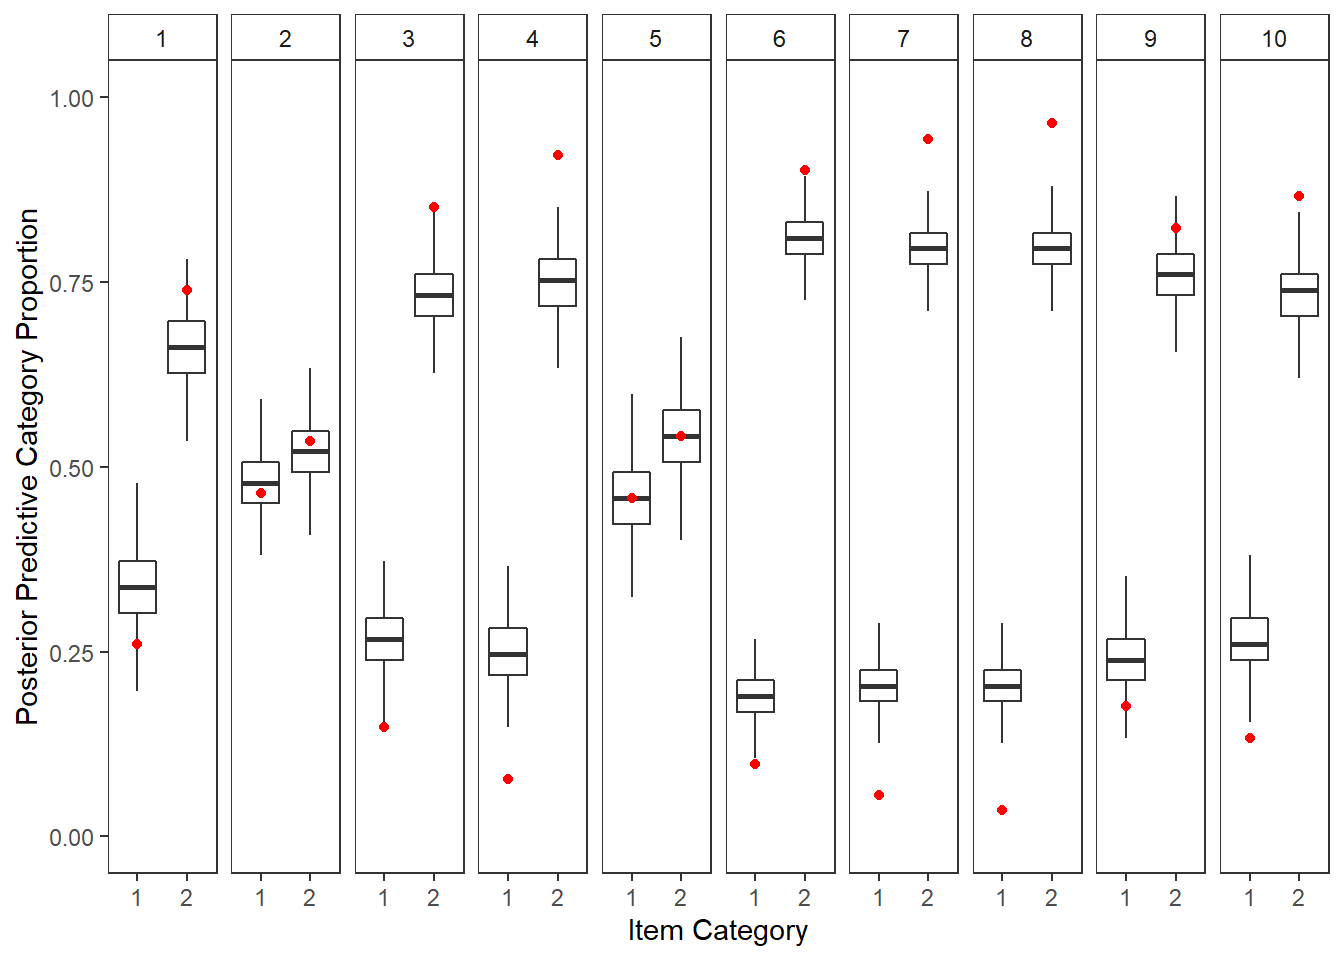 1 2 3 4 5 6 7 8 9 10
1.00
0.75
0.50
0.25
0.00
Posterior Predictive Category Proportion
1 2 1 2 1 2 1 2 1 2 1 2 1 2 1 2 1 2 1 2
Item Category